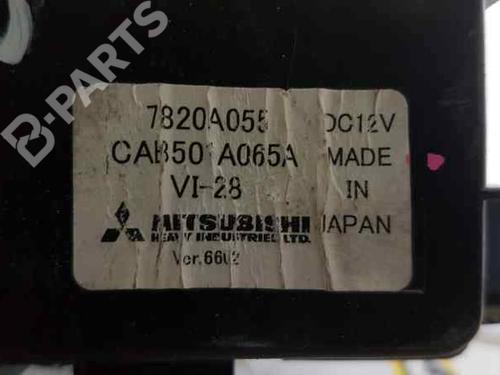 B-PARTS
7820A055 DC12V
CAB501A065A MADE
VI-28 IN
MITSUBISHI JAPAN
HEAVY INDUSTRIES, LTD.
Ver.6602